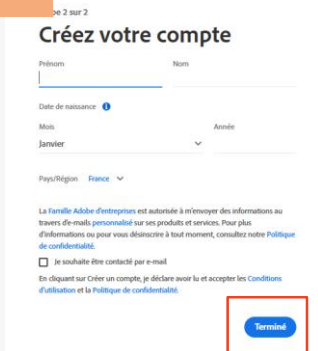 2 sur 2
Créez votre compte
Prénom Nom
Date de naissance
Mois Année
Janvier
Pays/Région France
La Famille Adobe d'entreprises est autorisée à m'envoyer des informations au
travers d'e-mails personnalisé sur ses produits et services. Pour plus
d'informations ou pour vous désinscrire à tout moment, consultez notre Politique
de confidentialité.
Je souhaite être contacté par e-mail
En cliquant sur Créer un compte, je déclare avoir lu et accepter les Conditions
d'utilisation et la Politique de confidentialité.
Terminé